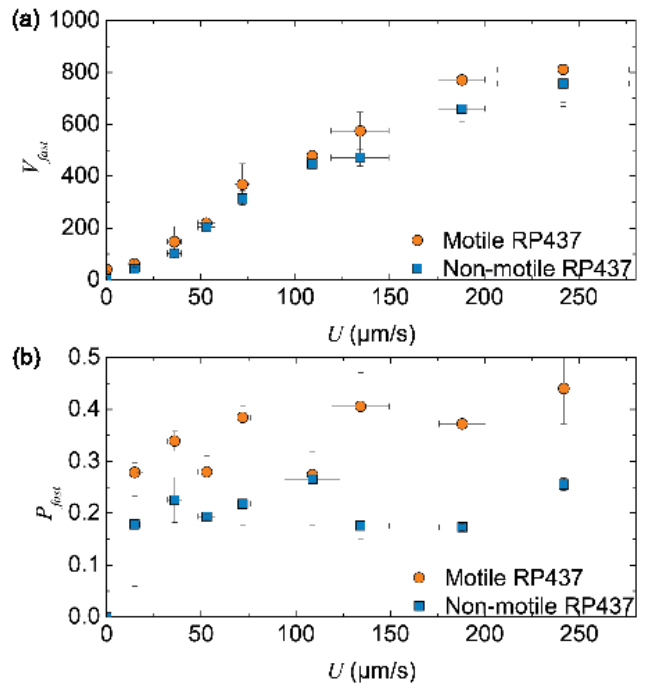 (a)
1000
800
600
400
200
0
V_fast
Motile RP437
Non-motile RP437
0 50 100 150 200 250
U (µm/s)
(b)
0.5
0.4
0.3
0.2
0.1
0.0
P_fast
Motile RP437
Non-motile RP437
0 50 100 150 200 250
U (µm/s)